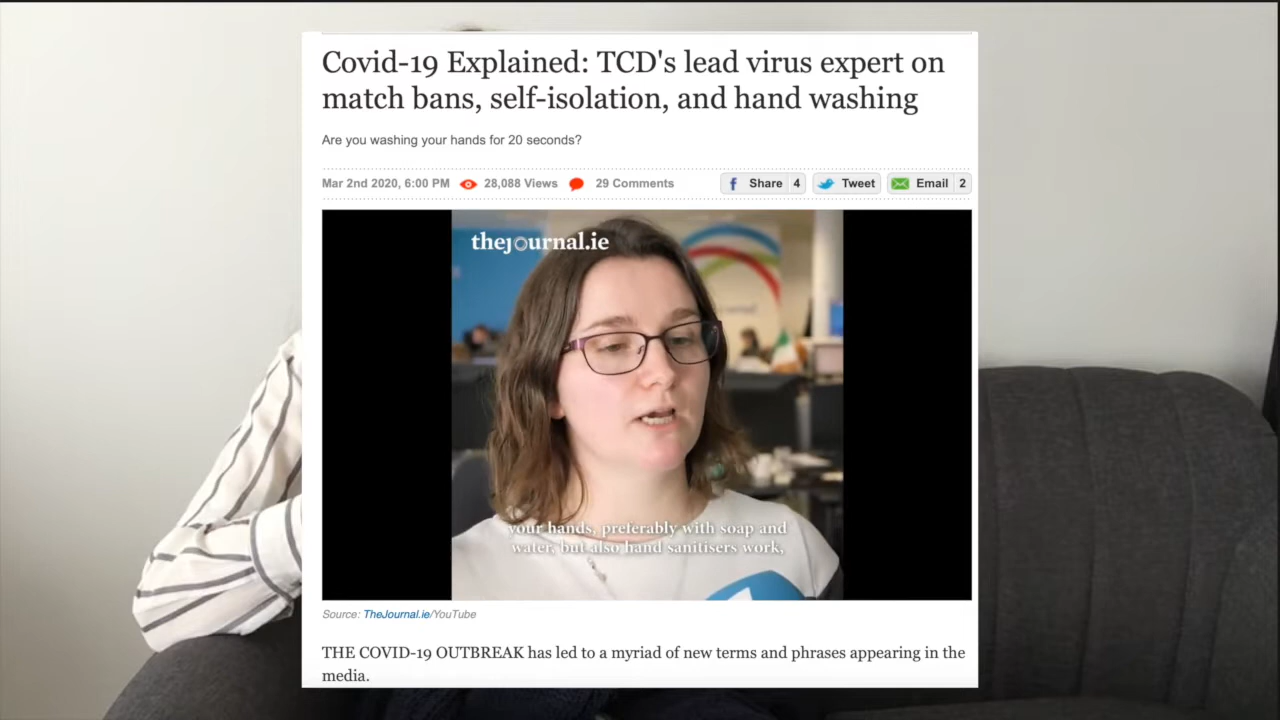 Covid-19 Explained: TCD's lead virus expert on
match bans, self-isolation, and hand washing
Are you washing your hands for 20 seconds?
Mar 2nd 2020, 6:00 PM 28,088 Views 29 Comments f Share 4 Tweet Email 2
thejournal.ie
your hands, preferably with soap and
water, but also hand sanitisers work,
Source: TheJournal.ie/YouTube
THE COVID-19 OUTBREAK has led to a myriad of new terms and phrases appearing in the
media.